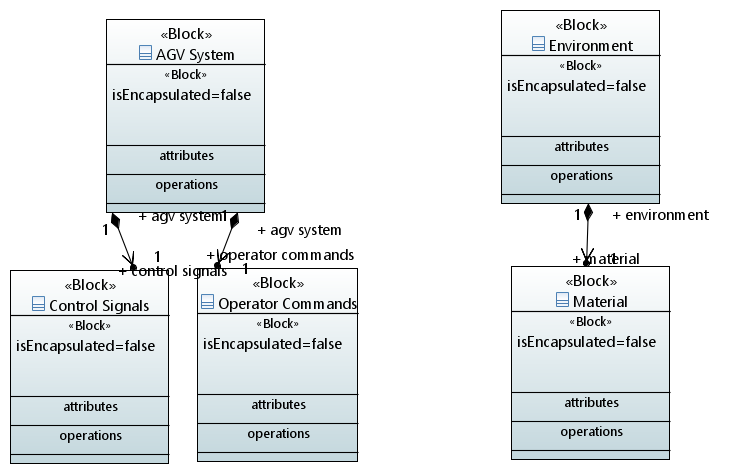 «Block»
AGV System
«Block»
isEncapsulated=false
attributes
operations
«Block»
Environment
«Block»
isEncapsulated=false
attributes
operations
+ agv system
1
1
+ agv system
1
+ environment
1
+ control signals
+ operator commands
1
+ material
1
«Block»
Control Signals
«Block»
isEncapsulated=false
attributes
operations
«Block»
Operator Commands
«Block»
isEncapsulated=false
attributes
operations
«Block»
Material
«Block»
isEncapsulated=false
attributes
operations